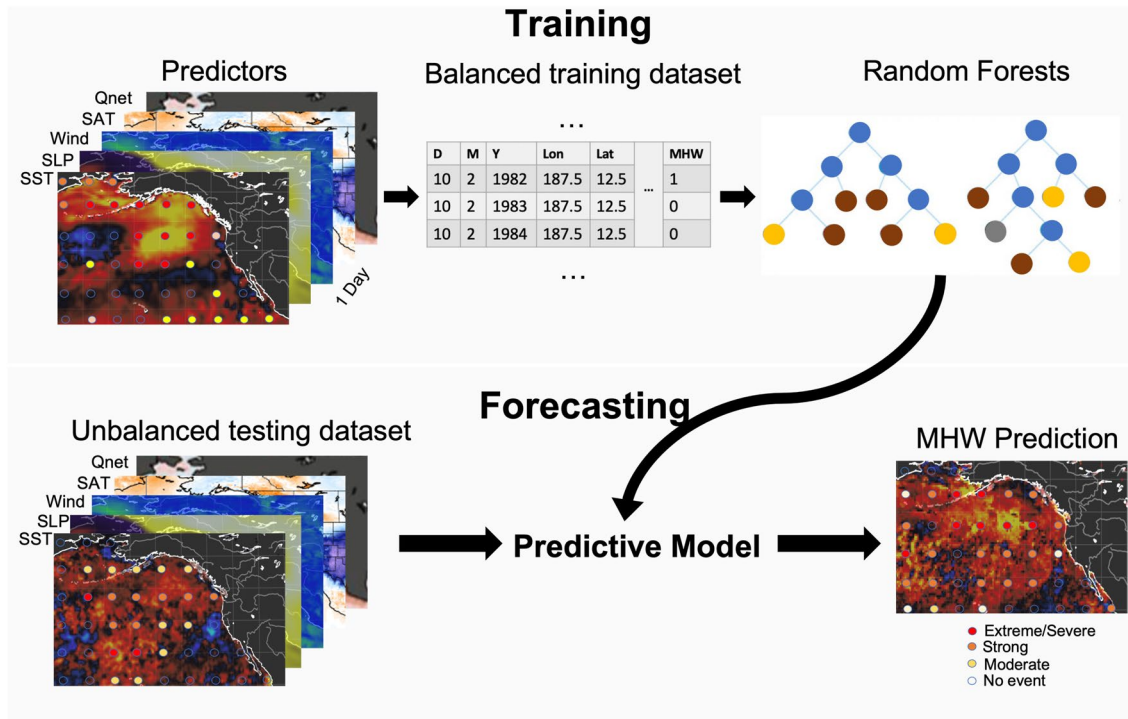 Training
Predictors
Balanced training dataset
Random Forests
Qnet
SAT
Wind
SLP
SST
1 Day
...
D M Y Lon Lat MHW
10 2 1982 187.5 12.5 ... 1
10 2 1983 187.5 12.5 0
10 2 1984 187.5 12.5 0
...
Forecasting
Unbalanced testing dataset
MHW Prediction
Qnet
SAT
Wind
SLP
SST
Predictive Model
Extreme/Severe
Strong
Moderate
No event